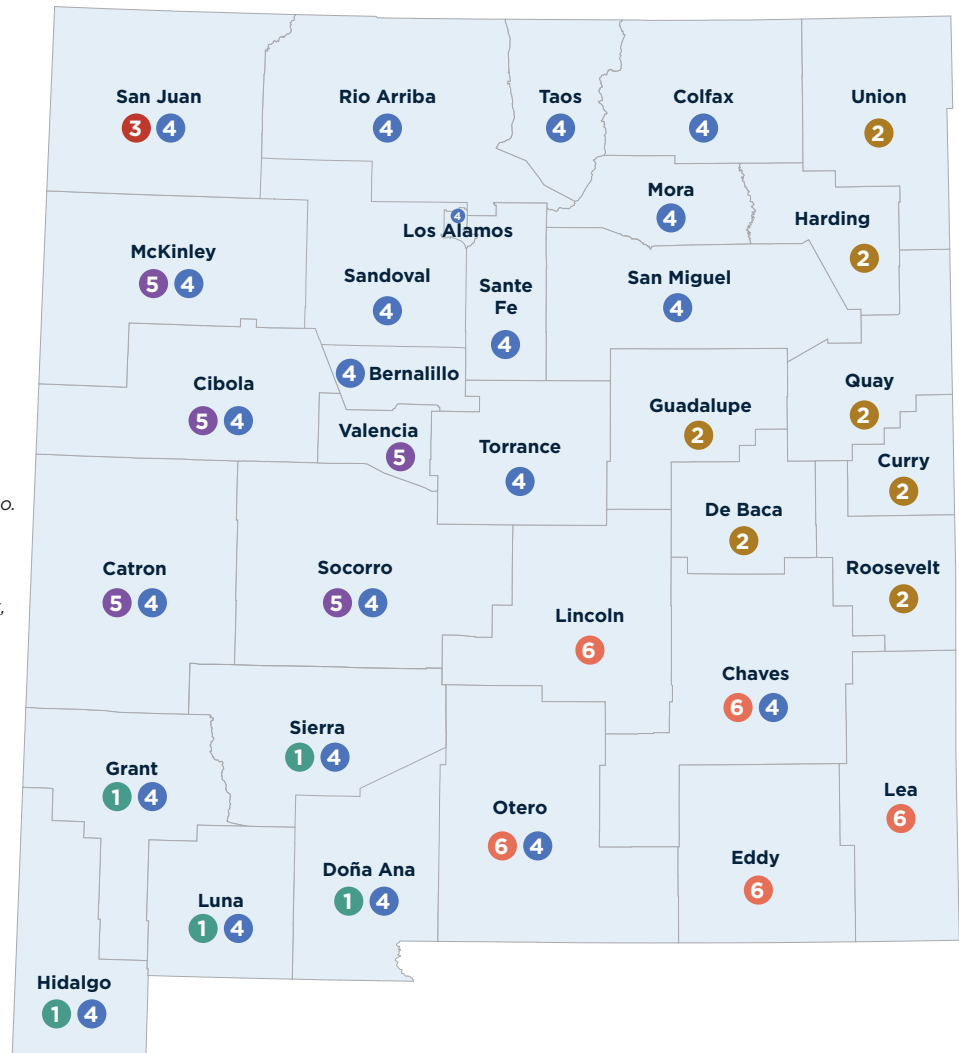 San Juan
3 4
Rio Arriba
4
Taos
4
Colfax
4
Union
2
Mora
4
Harding
2
4
Los Alamos
McKinley
5 4
Sandoval
4
Sante
Fe
4
San Miguel
4
4 Bernalillo
Cibola
5 4
Valencia
5
Torrance
4
Guadalupe
2
Quay
2
Curry
2
De Baca
2
Roosevelt
2
o.
,
Catron
5 4
Socorro
5 4
Lincoln
6
Chaves
6 4
Sierra
1 4
Grant
1 4
Otero
6 4
Lea
6
Eddy
6
Doña Ana
1 4
Luna
1 4
Hidalgo
1 4